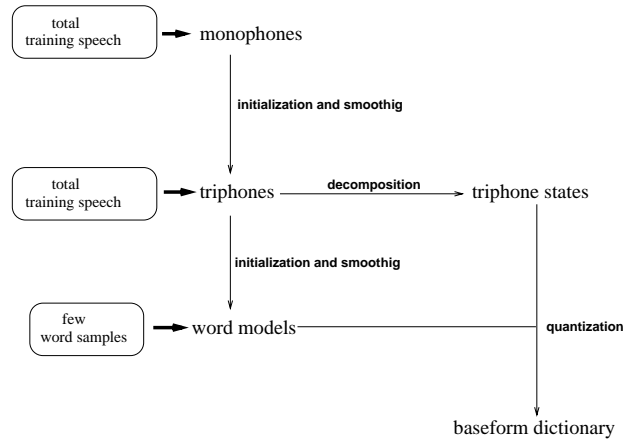 total
training speech
monophones
initialization and smoothig
total
training speech
triphones
decomposition
triphone states
initialization and smoothig
few
word samples
word models
quantization
baseform dictionary